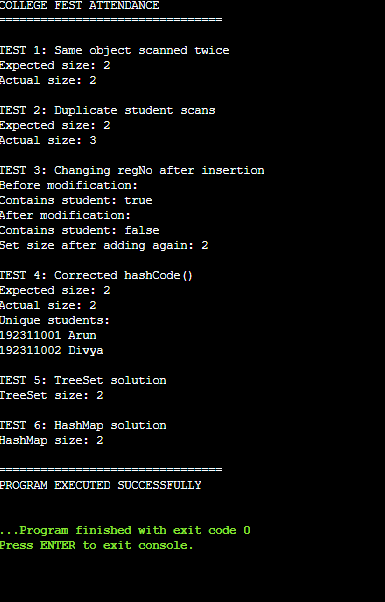 COLLEGE FEST ATTENDANCE
================================
TEST 1: Same object scanned twice
Expected size: 2
Actual size: 2
TEST 2: Duplicate student scans
Expected size: 2
Actual size: 3
TEST 3: Changing regNo after insertion
Before modification:
Contains student: true
After modification:
Contains student: false
Set size after adding again: 2
TEST 4: Corrected hashCode()
Expected size: 2
Actual size: 2
Unique students:
192311001 Arun
192311002 Divya
TEST 5: TreeSet solution
TreeSet size: 2
TEST 6: HashMap solution
HashMap size: 2
================================
PROGRAM EXECUTED SUCCESSFULLY
...Program finished with exit code 0
Press ENTER to exit console.